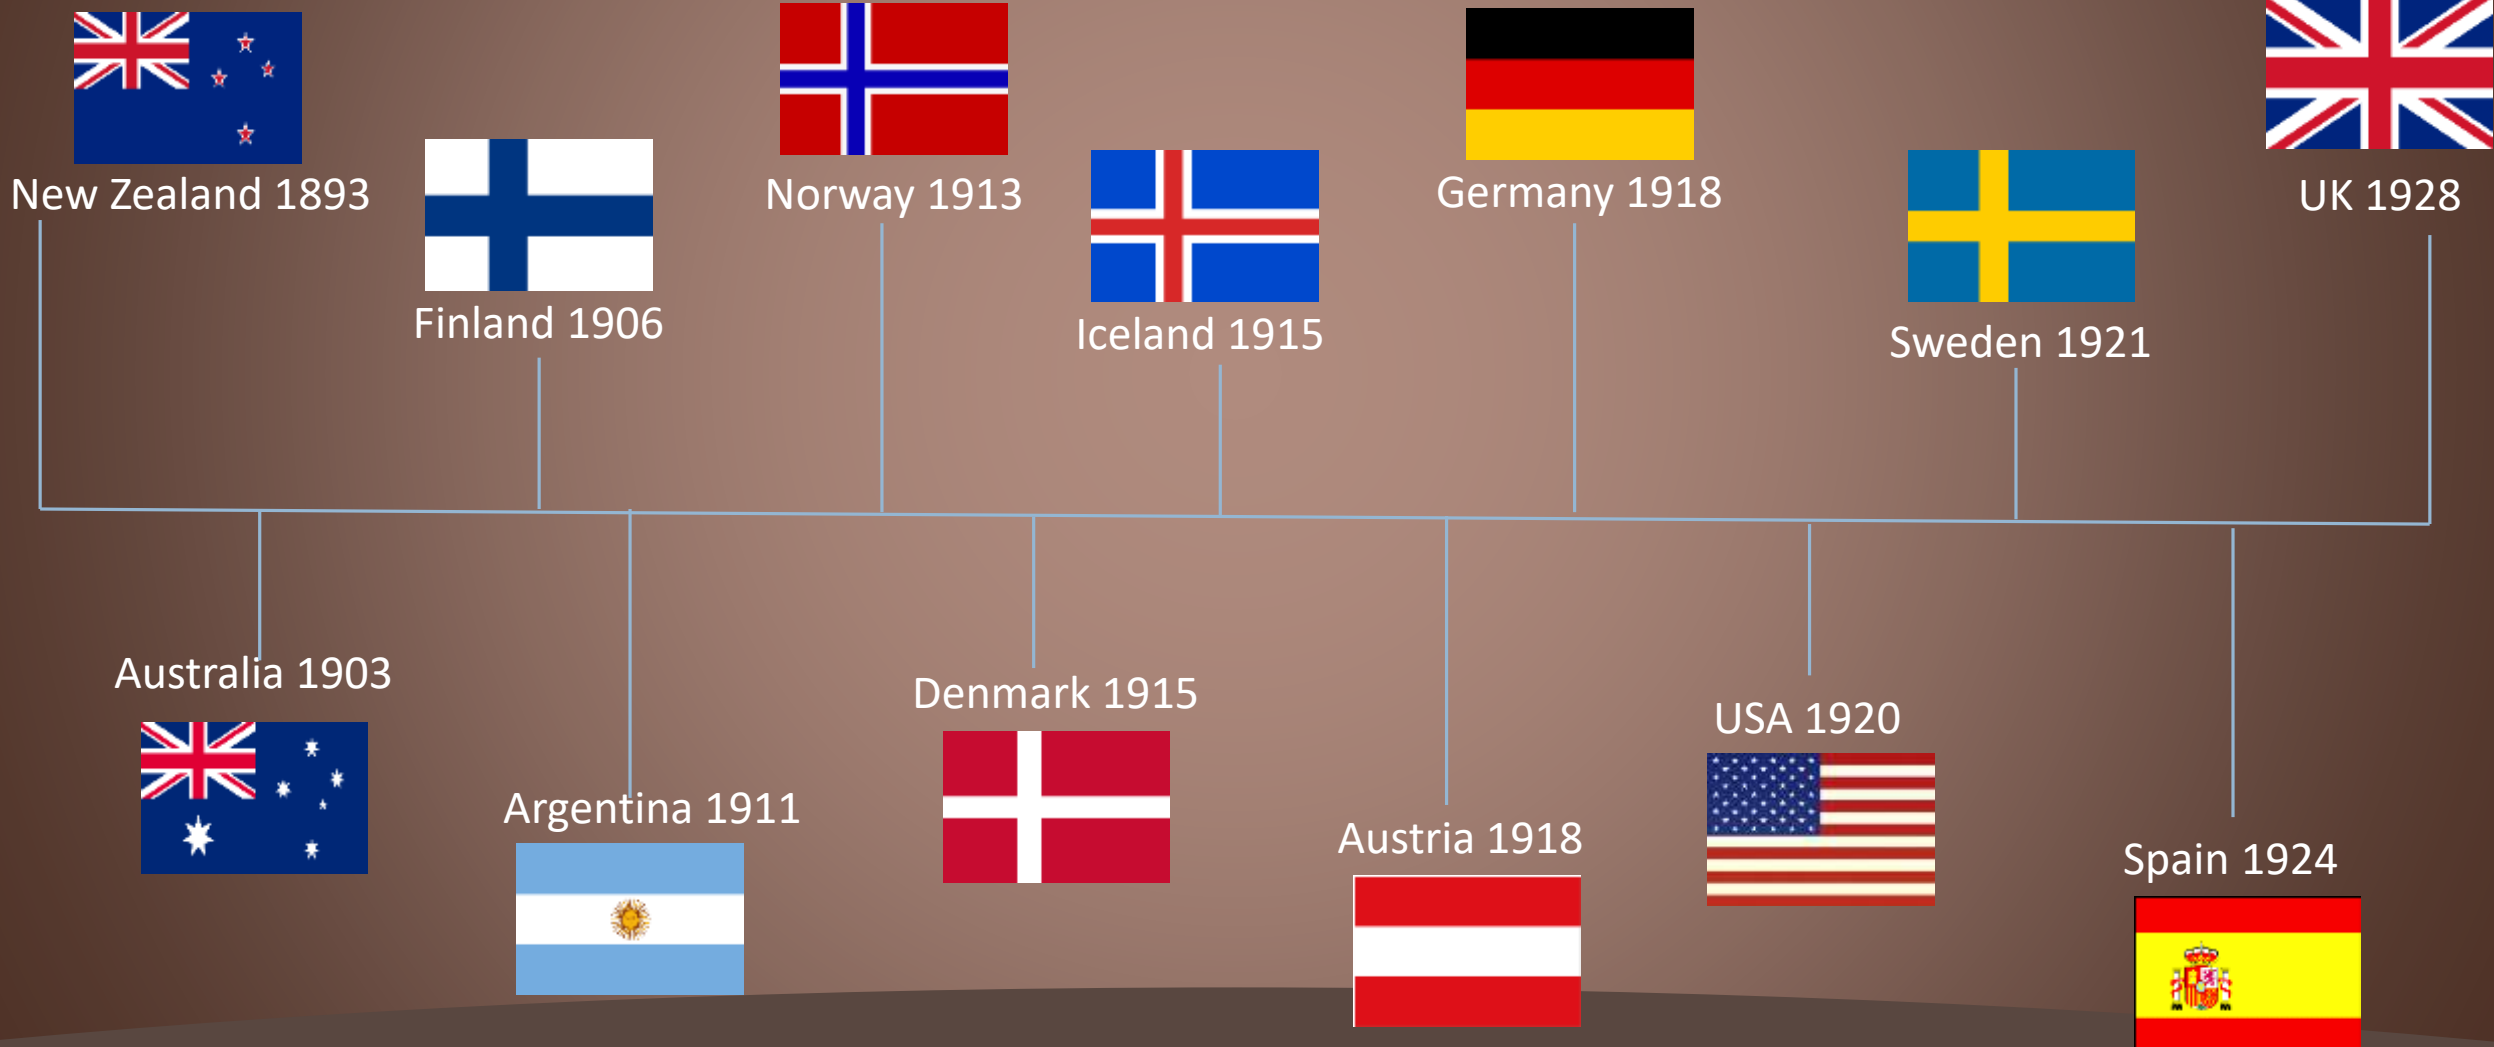 New Zealand 1893
Norway 1913
Germany 1918
UK 1928
Finland 1906
Iceland 1915
Sweden 1921
Australia 1903
Denmark 1915
USA 1920
Argentina 1911
Austria 1918
Spain 1924